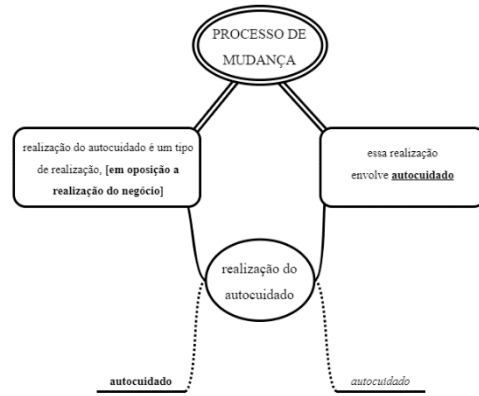 PROCESSO DE
MUDANÇA
realização do autocuidado é um tipo
de realização, [em oposição a
realização do negócio]
essa realização
envolve autocuidado
realização do
autocuidado
autocuidado
autocuidado